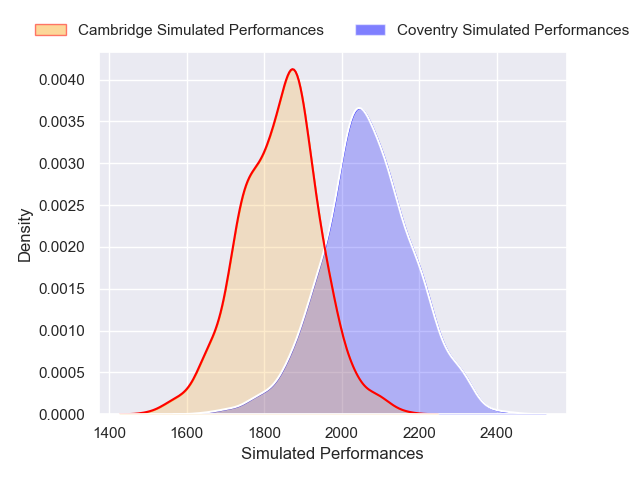 Cambridge Simulated Performances Coventry Simulated Performances
0.0040
0.0035
0.0030
0.0025
0.0020
0.0015
0.0010
0.0005
0.0000
Density
1400 1600 1800 2000 2200 2400
Simulated Performances